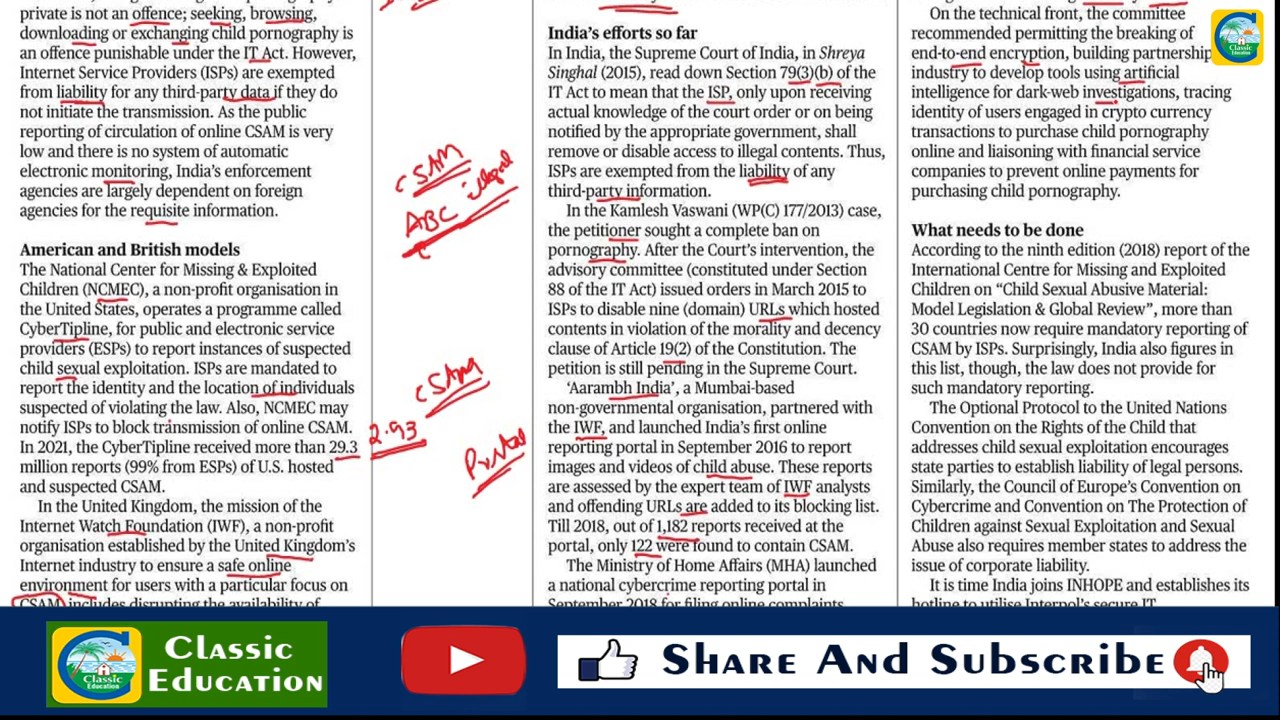 private is not an offence; seeking, browsing,
downloading or exchanging child pornography is
an offence punishable under the IT Act. However,
Internet Service Providers (ISPs) are exempted
from liability for any third-party data if they do
not initiate the transmission. As the public
reporting of circulation of online CSAM is very
low and there is no system of automatic
electronic monitoring, India's enforcement
agencies are largely dependent on foreign
agencies for the requisite information.
American and British models
The National Center for Missing & Exploited
Children (NCMEC), a non-profit organisation in
the United States, operates a programme called
CyberTipline, for public and electronic service
providers (ESPs) to report instances of suspected
child sexual exploitation. ISPs are mandated to
report the identity and the location of individuals
suspected of violating the law. Also, NCMEC may
notify ISPs to block transmission of online CSAM.
In 2021, the CyberTipline received more than 29.3
million reports (99% from ESPs) of U.S. hosted
and suspected CSAM.
In the United Kingdom, the mission of the
Internet Watch Foundation (IWF), a non-profit
organisation established by the United Kingdom's
Internet industry to ensure a safe online
environment for users with a particular focus on
CSAM, includes disrupting the availability of
CSAM
ABC illegal
CSAM
2.93
Portal
India's efforts so far
In India, the Supreme Court of India, in Shreya
Singhal (2015), read down Section 79(3)(b) of the
IT Act to mean that the ISP, only upon receiving
actual knowledge of the court order or on being
notified by the appropriate government, shall
remove or disable access to illegal contents. Thus,
ISPs are exempted from the liability of any
third-party information.
In the Kamlesh Vaswani (WP(C) 177/2013) case,
the petitioner sought a complete ban on
pornography. After the Court's intervention, the
advisory committee (constituted under Section
88 of the IT Act) issued orders in March 2015 to
ISPs to disable nine (domain) URLs which hosted
contents in violation of the morality and decency
clause of Article 19(2) of the Constitution. The
petition is still pending in the Supreme Court.
'Aarambh India', a Mumbai-based
non-governmental organisation, partnered with
the IWF, and launched India's first online
reporting portal in September 2016 to report
images and videos of child abuse. These reports
are assessed by the expert team of IWF analysts
and offending URLs are added to its blocking list.
Till 2018, out of 1,182 reports received at the
portal, only 122 were found to contain CSAM.
The Ministry of Home Affairs (MHA) launched
a national cybercrime reporting portal in
September 2018 for filing online complaints
On the technical front, the committee
recommended permitting the breaking of
end-to-end encryption, building partnership
industry to develop tools using artificial
intelligence for dark-web investigations, tracing
identity of users engaged in crypto currency
transactions to purchase child pornography
online and liaisoning with financial service
companies to prevent online payments for
purchasing child pornography.
What needs to be done
According to the ninth edition (2018) report of the
International Centre for Missing and Exploited
Children on "Child Sexual Abusive Material:
Model Legislation & Global Review", more than
30 countries now require mandatory reporting of
CSAM by ISPs. Surprisingly, India also figures in
this list, though, the law does not provide for
such mandatory reporting.
The Optional Protocol to the United Nations
Convention on the Rights of the Child that
addresses child sexual exploitation encourages
state parties to establish liability of legal persons.
Similarly, the Council of Europe's Convention on
Cybercrime and Convention on The Protection of
Children against Sexual Exploitation and Sexual
Abuse also requires member states to address the
issue of corporate liability.
It is time India joins INHOPE and establishes its
hotline to utilise Interpol's secure IT
Classic
Education
Classic
Education
Classic
Education
Share And Subscribe